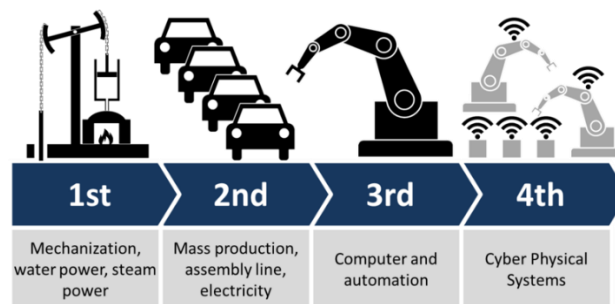 1st
2nd
3rd
4th
Mechanization,
water power, steam
power
Mass production,
assembly line,
electricity
Computer and
automation
Cyber Physical
Systems